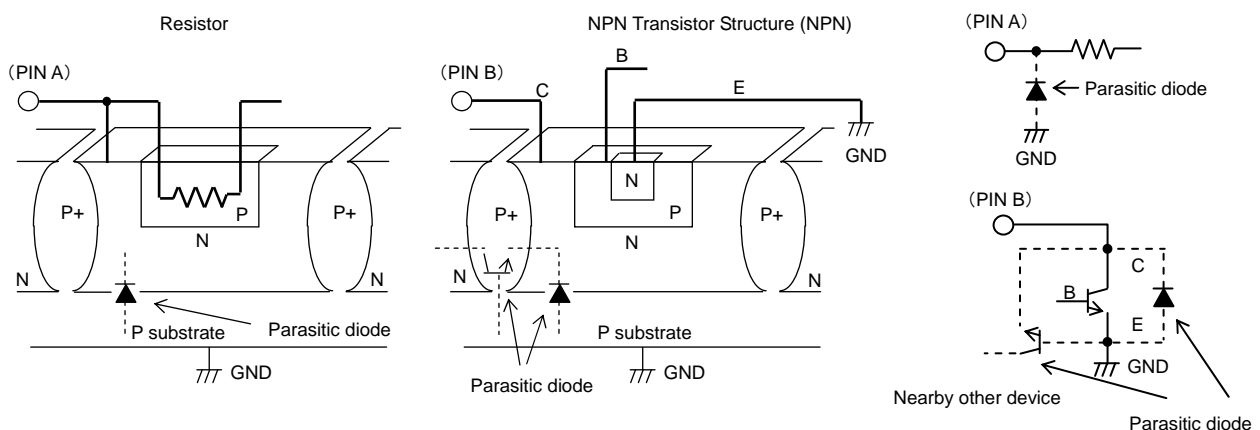 Resistor
(PIN A)
P+
P
P+
N
N
N
P substrate
Parasitic diode
GND
NPN Transistor Structure (NPN)
(PIN B)
C
B
E
GND
N
P+
P
P+
N
N
N
P substrate
Parasitic diode
GND
(PIN A)
Parasitic diode
GND
(PIN B)
C
B
E
GND
Nearby other device
Parasitic diode